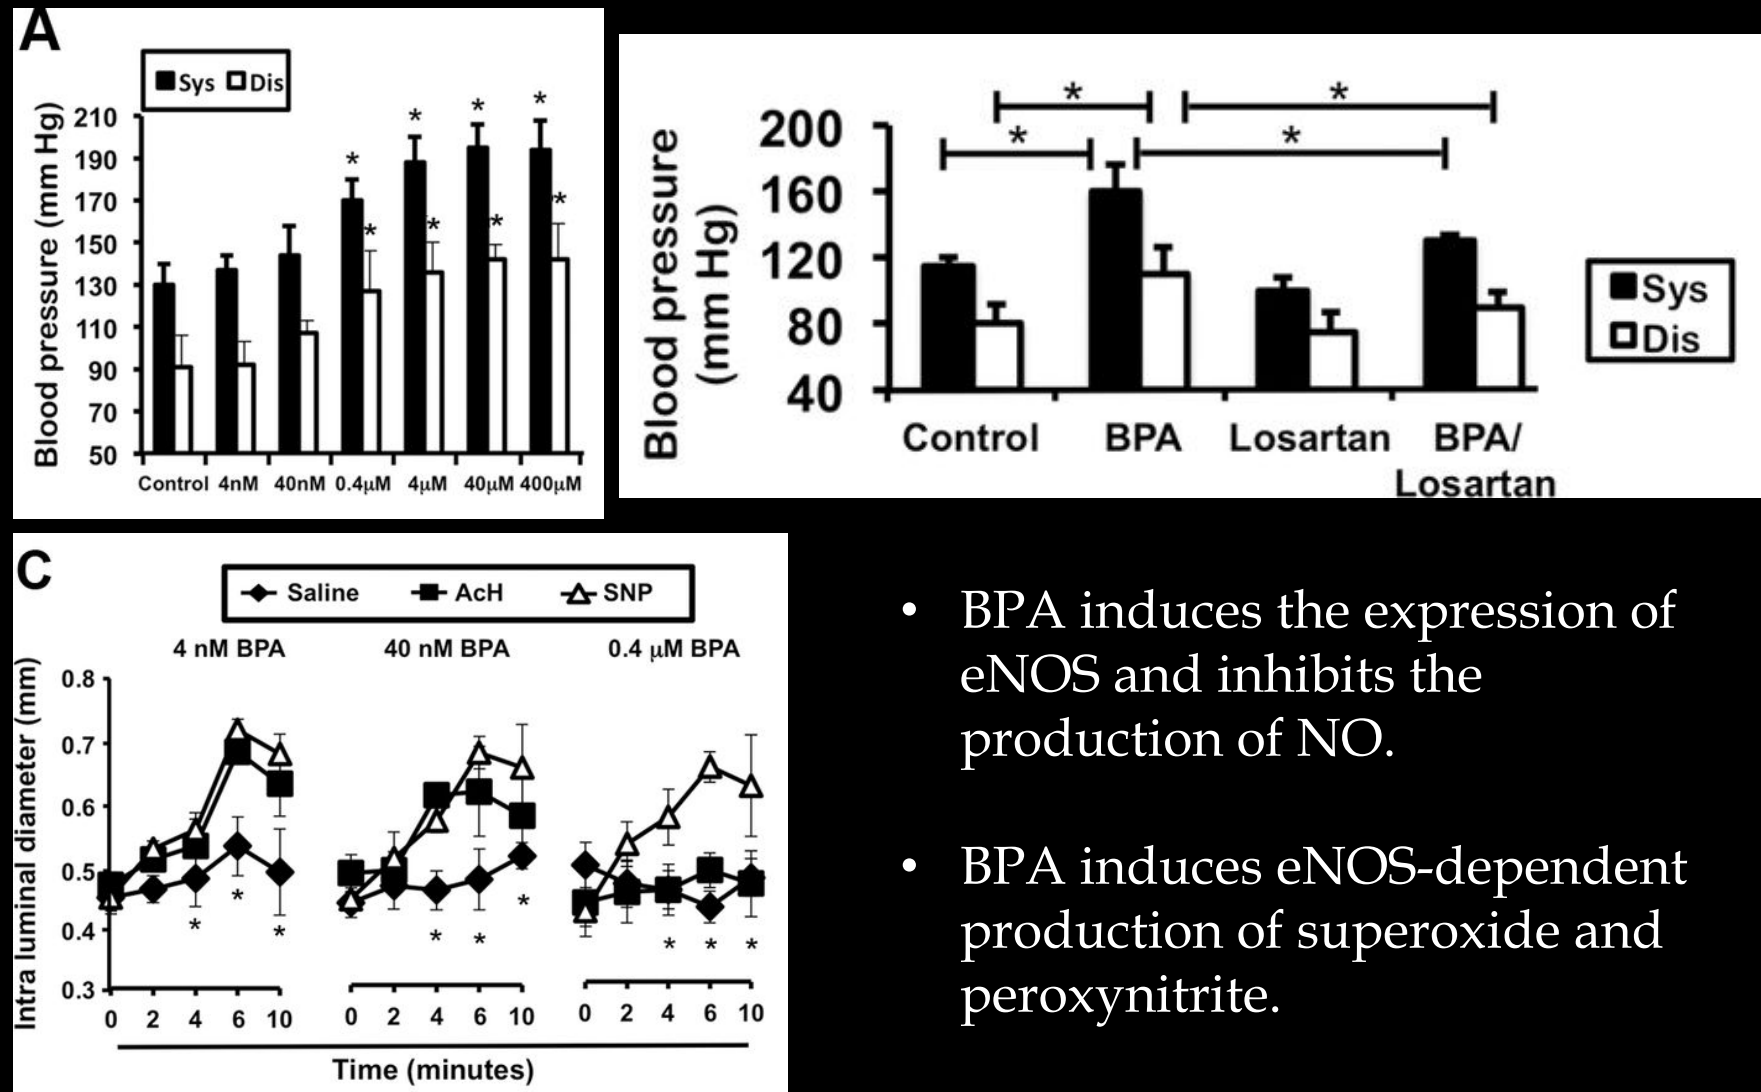 A
Sys Dis
Blood pressure (mm Hg)
210
190
170
150
130
110
90
70
50
* * * *
* * * *
Control 4nM 40nM 0.4µM 4µM 40µM 400µM
Blood pressure
(mm Hg)
200
160
120
80
40
* *
* *
Control BPA Losartan BPA/
Losartan
Sys
Dis
C
Saline AcH SNP
4 nM BPA 40 nM BPA 0.4 µM BPA
Intra luminal diameter (mm)
0.8
0.7
0.6
0.5
0.4
0.3
* * * * * * * * *
0 2 4 6 10 0 2 4 6 10 0 2 4 6 10
Time (minutes)
• BPA induces the expression of
eNOS and inhibits the
production of NO.
• BPA induces eNOS-dependent
production of superoxide and
peroxynitrite.